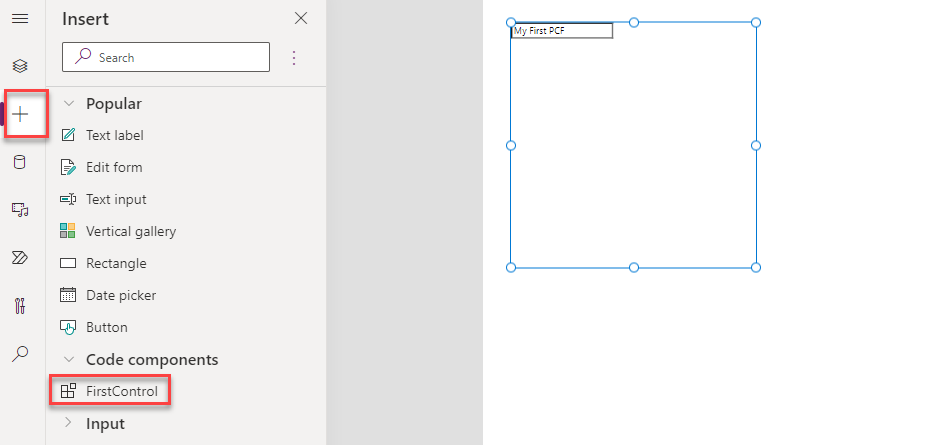 Insert
Search
Popular
Text label
Edit form
Text input
Vertical gallery
Rectangle
Date picker
Button
Code components
FirstControl
Input
My First PCF